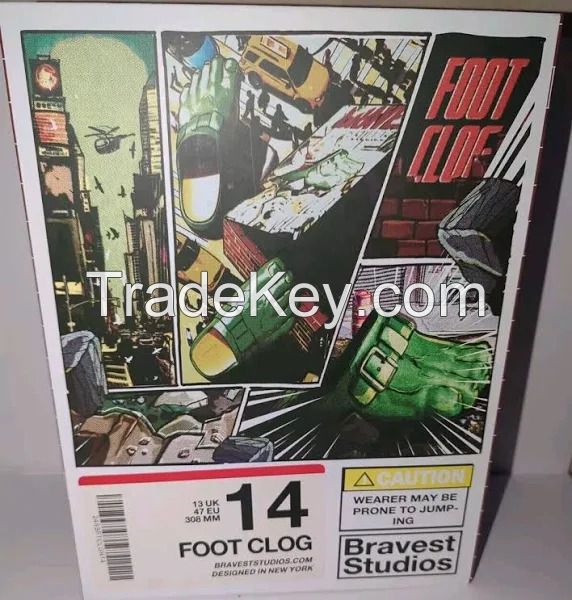 FOOT
CLOG
TradeKey.com
13 UK
47 EU
.308 MM
14
FOOT CLOG
BRAVESTSTUDIOS.COM
DESIGNED IN NEW YORK
CAUTION
WEARER MAY BE
PRONE TO JUMP-
ING
Bravest
Studios